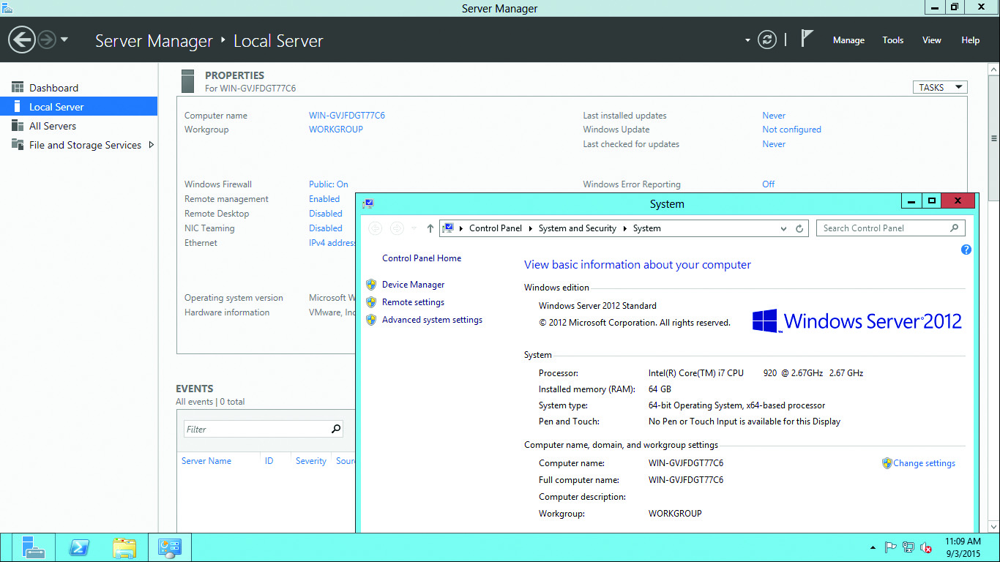 Server Manager
Server Manager ‣ Local Server
Manage Tools View Help
Dashboard
Local Server
All Servers
File and Storage Services
PROPERTIES
For WIN-GVJFDGT77C6
TASKS
Computer name WIN-GVJFDGT77C6
Workgroup WORKGROUP
Last installed updates Never
Windows Update Not configured
Last checked for updates Never
Windows Firewall Public: On
Remote management Enabled
Remote Desktop Disabled
NIC Teaming Disabled
Ethernet IPv4 address
Windows Error Reporting Off
Operating system version Microsoft W
Hardware information VMware, Inc
EVENTS
All events | 0 total
Filter
Server Name ID Severity Sour
System
Control Panel ‣ System and Security ‣ System
Search Control Panel
Control Panel Home
Device Manager
Remote settings
Advanced system settings
View basic information about your computer
Windows edition
Windows Server 2012 Standard
© 2012 Microsoft Corporation. All rights reserved.
Windows Server 2012
System
Processor: Intel(R) Core(TM) i7 CPU 920 @ 2.67GHz 2.67 GHz
Installed memory (RAM): 64 GB
System type: 64-bit Operating System, x64-based processor
Pen and Touch: No Pen or Touch Input is available for this Display
Computer name, domain, and workgroup settings
Computer name: WIN-GVJFDGT77C6
Change settings
Full computer name: WIN-GVJFDGT77C6
Computer description:
Workgroup: WORKGROUP
11:09 AM
9/3/2015